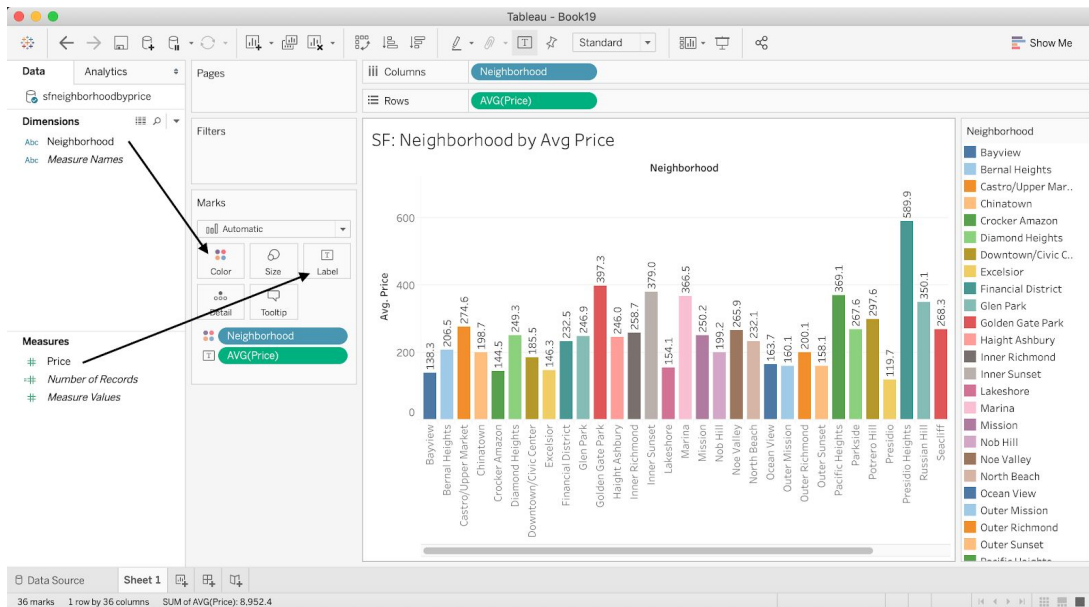 Tableau - Book19
Standard
Show Me
Data
Analytics
sfneighborhoodbyprice
Dimensions
Abc Neighborhood
Abc Measure Names
Measures
# Price
=# Number of Records
# Measure Values
Pages
Filters
Marks
Automatic
Color
Size
T
Label
Detail
Tooltip
Neighborhood
T AVG(Price)
iii Columns
Neighborhood
Rows
AVG(Price)
SF: Neighborhood by Avg Price
Neighborhood
Avg. Price
600
400
200
0
138.3
206.5
274.6
198.7
144.5
249.3
185.5
146.3
232.5
246.9
397.3
246.0
258.7
379.0
154.1
366.5
250.2
199.2
265.9
232.1
163.7
160.1
200.1
158.1
369.1
267.6
297.6
119.7
589.9
350.1
268.3
Bayview
Bernal Heights
Castro/Upper Market
Chinatown
Crocker Amazon
Diamond Heights
Downtown/Civic Center
Excelsior
Financial District
Glen Park
Golden Gate Park
Haight Ashbury
Inner Richmond
Inner Sunset
Lakeshore
Marina
Mission
Nob Hill
Noe Valley
North Beach
Ocean View
Outer Mission
Outer Richmond
Outer Sunset
Pacific Heights
Parkside
Potrero Hill
Presidio
Presidio Heights
Russian Hill
Seacliff
Neighborhood
Bayview
Bernal Heights
Castro/Upper Mar..
Chinatown
Crocker Amazon
Diamond Heights
Downtown/Civic C..
Excelsior
Financial District
Glen Park
Golden Gate Park
Haight Ashbury
Inner Richmond
Inner Sunset
Lakeshore
Marina
Mission
Nob Hill
Noe Valley
North Beach
Ocean View
Outer Mission
Outer Richmond
Outer Sunset
Pacific Heights
Data Source
Sheet 1
36 marks
1 row by 36 columns
SUM of AVG(Price): 8,952.4